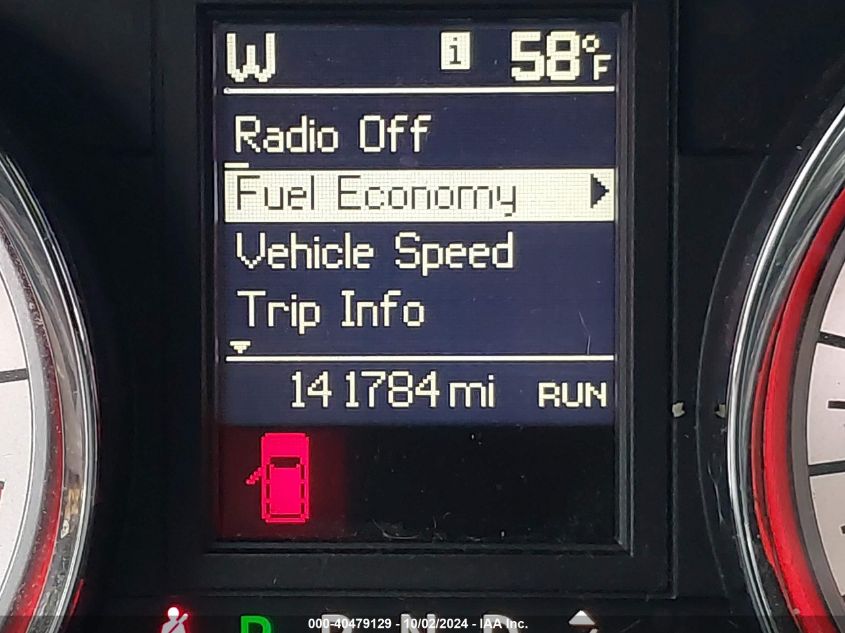 W i 58°F
Radio Off
Fuel Economy
Vehicle Speed
Trip Info
141784 mi RUN
P R N D
000-40479129 - 10/02/2024 - IAA Inc.